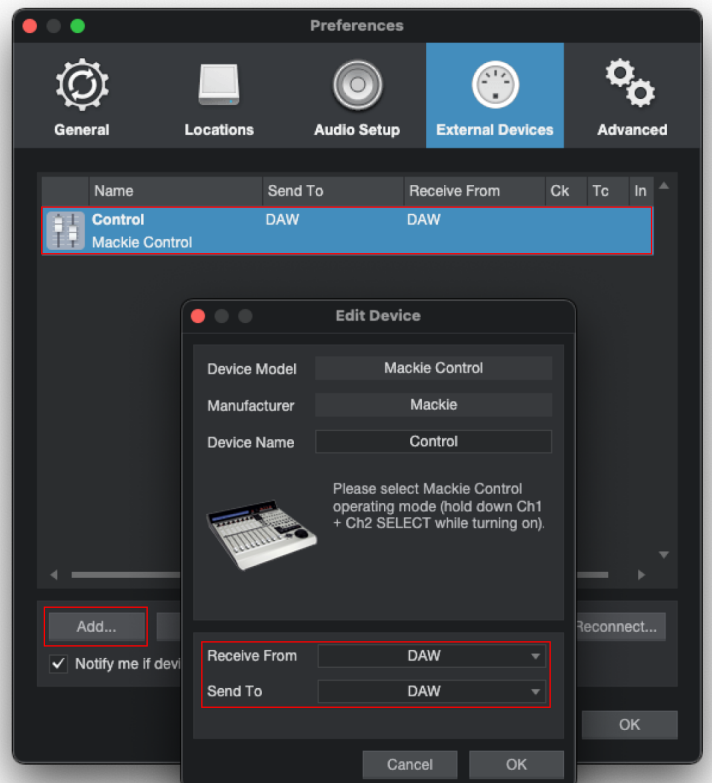 Preferences
General
Locations
Audio Setup
External Devices
Advanced
Name Send To Receive From Ck Tc In
Control DAW DAW
Mackie Control
Edit Device
Device Model Mackie Control
Manufacturer Mackie
Device Name Control
Please select Mackie Control
operating mode (hold down Ch1
+ Ch2 SELECT while turning on).
Add...
Reconnect...
Notify me if devi
Receive From DAW
Send To DAW
OK
Cancel OK